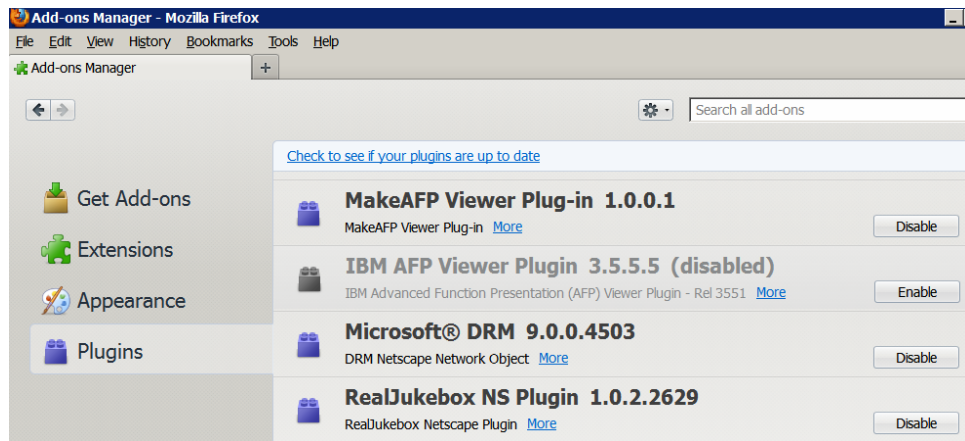 Add-ons Manager - Mozilla Firefox
File Edit View History Bookmarks Tools Help
Add-ons Manager +
Search all add-ons
Check to see if your plugins are up to date
Get Add-ons
Extensions
Appearance
Plugins
MakeAFP Viewer Plug-in 1.0.0.1
MakeAFP Viewer Plug-in More
Disable
IBM AFP Viewer Plugin 3.5.5.5 (disabled)
IBM Advanced Function Presentation (AFP) Viewer Plugin - Rel 3551 More
Enable
Microsoft® DRM 9.0.0.4503
DRM Netscape Network Object More
Disable
RealJukebox NS Plugin 1.0.2.2629
RealJukebox Netscape Plugin More
Disable